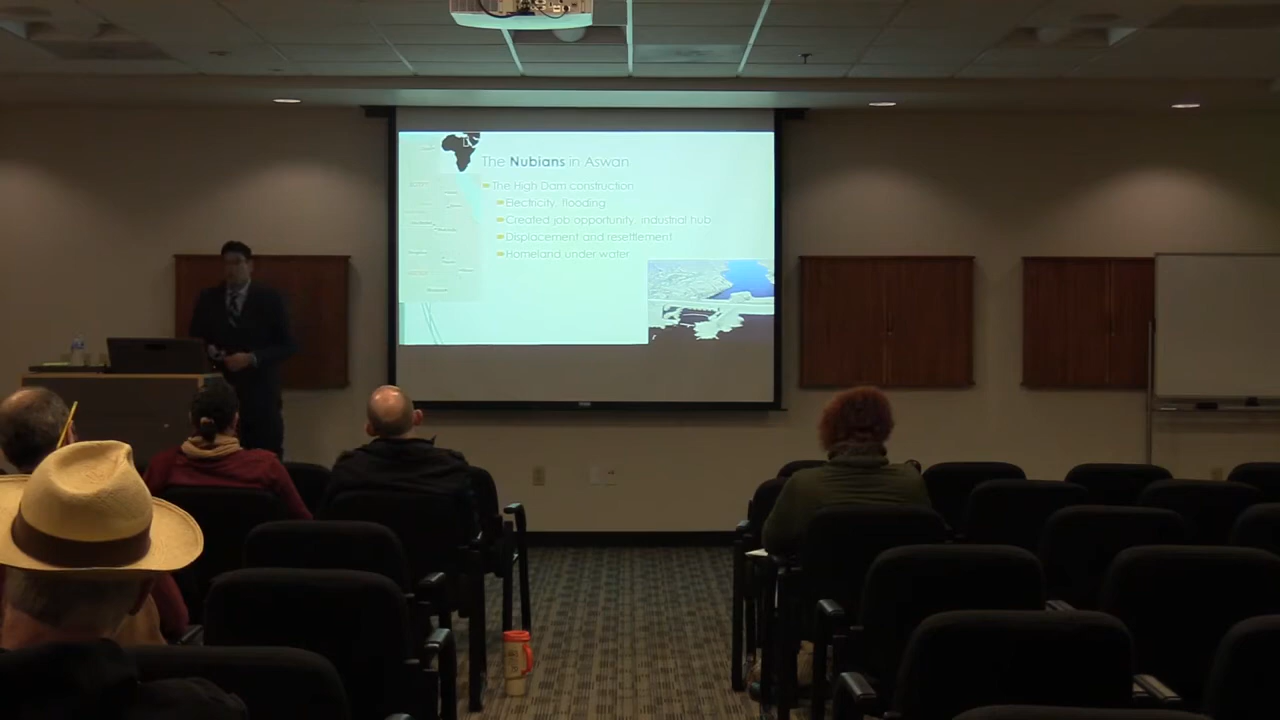 The Nubians in Aswan
The High Dam construction
Electricity, flooding
Created job opportunity, industrial hub
Displacement and resettlement
Homeland under water